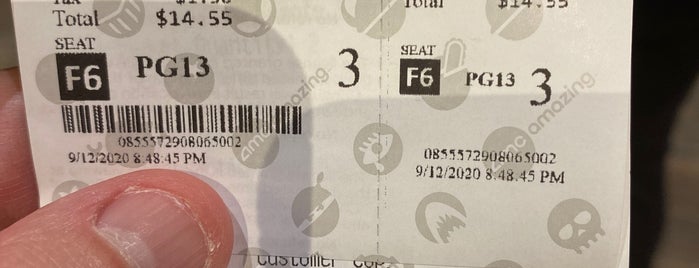 Total $14.55
SEAT
F6 PG13 3
0855572908065002
9/12/2020 8:48:45 PM
Total $14.55
SEAT
F6 PG13 3
0855572908065002
9/12/2020 8:48:45 PM
amc amazing
amc amazing
Customer